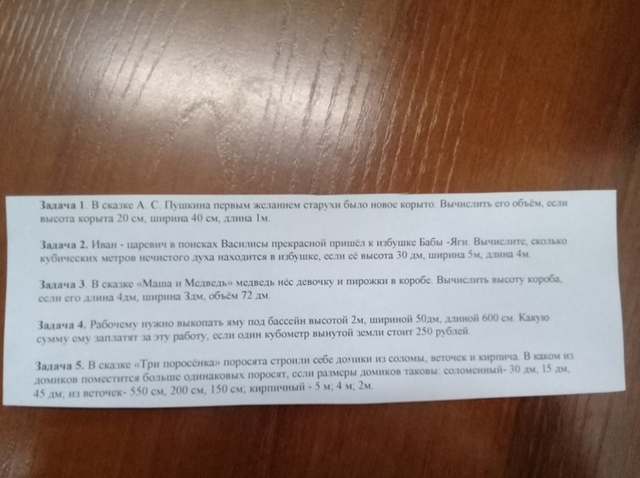 Задача 1. В сказке А. С. Пушкина первым желанием старухи было новое корыто. Вычислить его объём, если
высота корыта 20 см, ширина 40 см, длина 1м.
Задача 2. Иван - царевич в поисках Василисы прекрасной пришёл к избушке Бабы -Яги. Вычислите, сколько
кубических метров нечистого духа находится в избушке, если её высота 30 дм, ширина 5м, длина 4м.
Задача 3. В сказке «Маша и Медведь» медведь нёс девочку и пирожки в коробе. Вычислить высоту короба,
если его длина 4дм, ширина 3дм, объём 72 дм.
Задача 4. Рабочему нужно выкопать яму под бассейн высотой 2м, шириной 50дм, длиной 600 см. Какую
сумму ему заплатят за эту работу, если один кубометр вынутой земли стоит 250 рублей.
Задача 5. В сказке «Три поросёнка» поросята строили себе домики из соломы, веточек и кирпича. В каком из
домиков поместится больше одинаковых поросят, если размеры домиков таковы: соломенный- 30 дм, 15 дм,
45 дм; из веточек- 550 см, 200 см, 150 см; кирпичный - 5 м; 4 м; 2м.